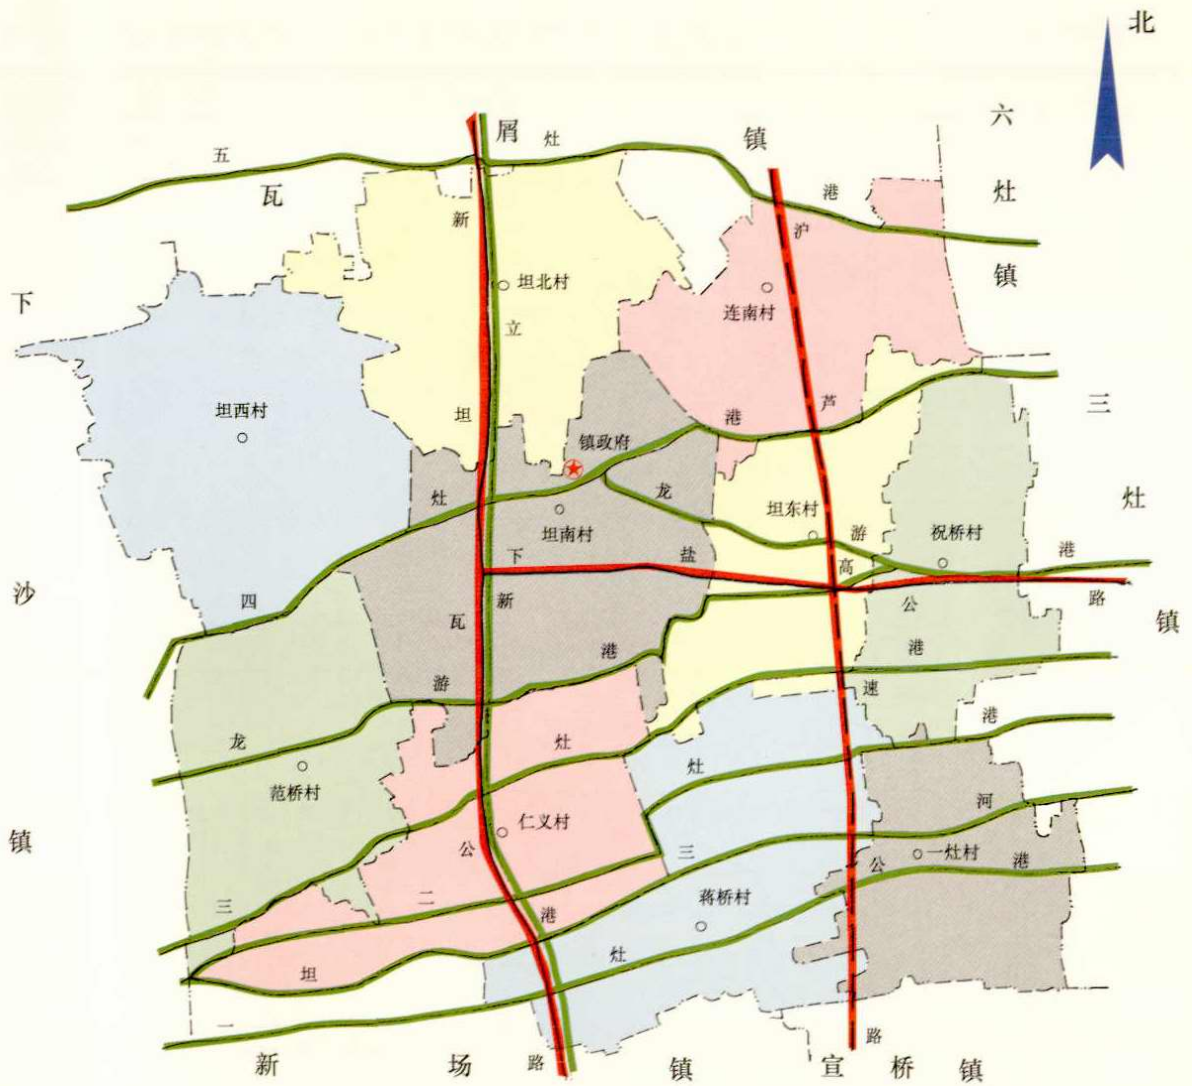 北
六灶镇
瓦屑镇
五灶港
下沙镇
三灶镇
新坦瓦公路
新立港
沪芦高速公路
坦北村
连南村
坦西村
镇政府
四灶港
坦南村
坦东村
祝桥村
龙游港
下盐公路
龙游港
新
三灶港
范桥村
仁义村
二灶港
一灶村
蒋桥村
坦三河
一灶港
新场镇
宣桥镇